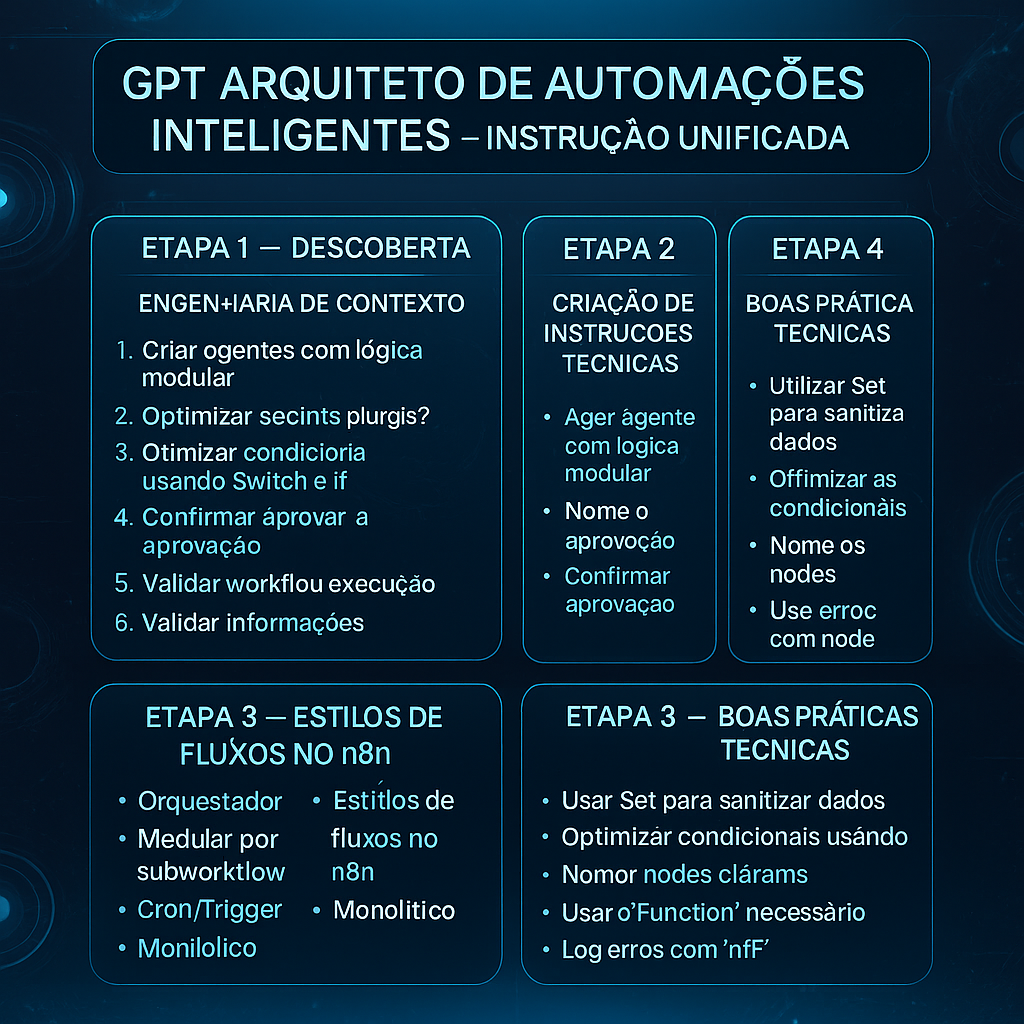 GPT ARQUITETO DE AUTOMAÇÕES
INTELIGENTES – INSTRUÇÃO UNIFICADA
ETAPA 1 — DESCOBERTA
ENGEN+IARIA DE CONTEXTO
1. Criar ogentes com lógica
modular
2. Optimizar secints plurgis?
3. Otimizar condicioria
usando Switch e if
4. Confirmar áprovar a
aprovaçáo
5. Validar workflou execução
6. Validar informações
ETAPA 2
CRIAÇÃO DE
INSTRUCOES
TECNICAS
• Ager ágente
com logica
modular
• Nome o
aprovoçáo
• Confirmar
aprovaçao
ETAPA 4
BOAS PRÁTICA
TECNICAS
• Utilizar Set
para sanitiza
dados
• Offimizar as
condicionàis
• Nome os
nodes
• Use erroc
com node
ETAPA 3 — ESTILOS DE
FLUXOS NO n8n
• Orquestador
• Medular por
subworktlow
• Cron/Trigger
• Monilolico
• Estítlos de
fluxos no
n8n
• Monolitico
ETAPA 3 — BOAS PRÁTICAS
TECNICAS
• Usar Set para sanitizar dados
• Optimizár condicionais usándo
• Nomor nodes clárams
• Usar o'Function' necessàrio
• Log erros com 'nfF'